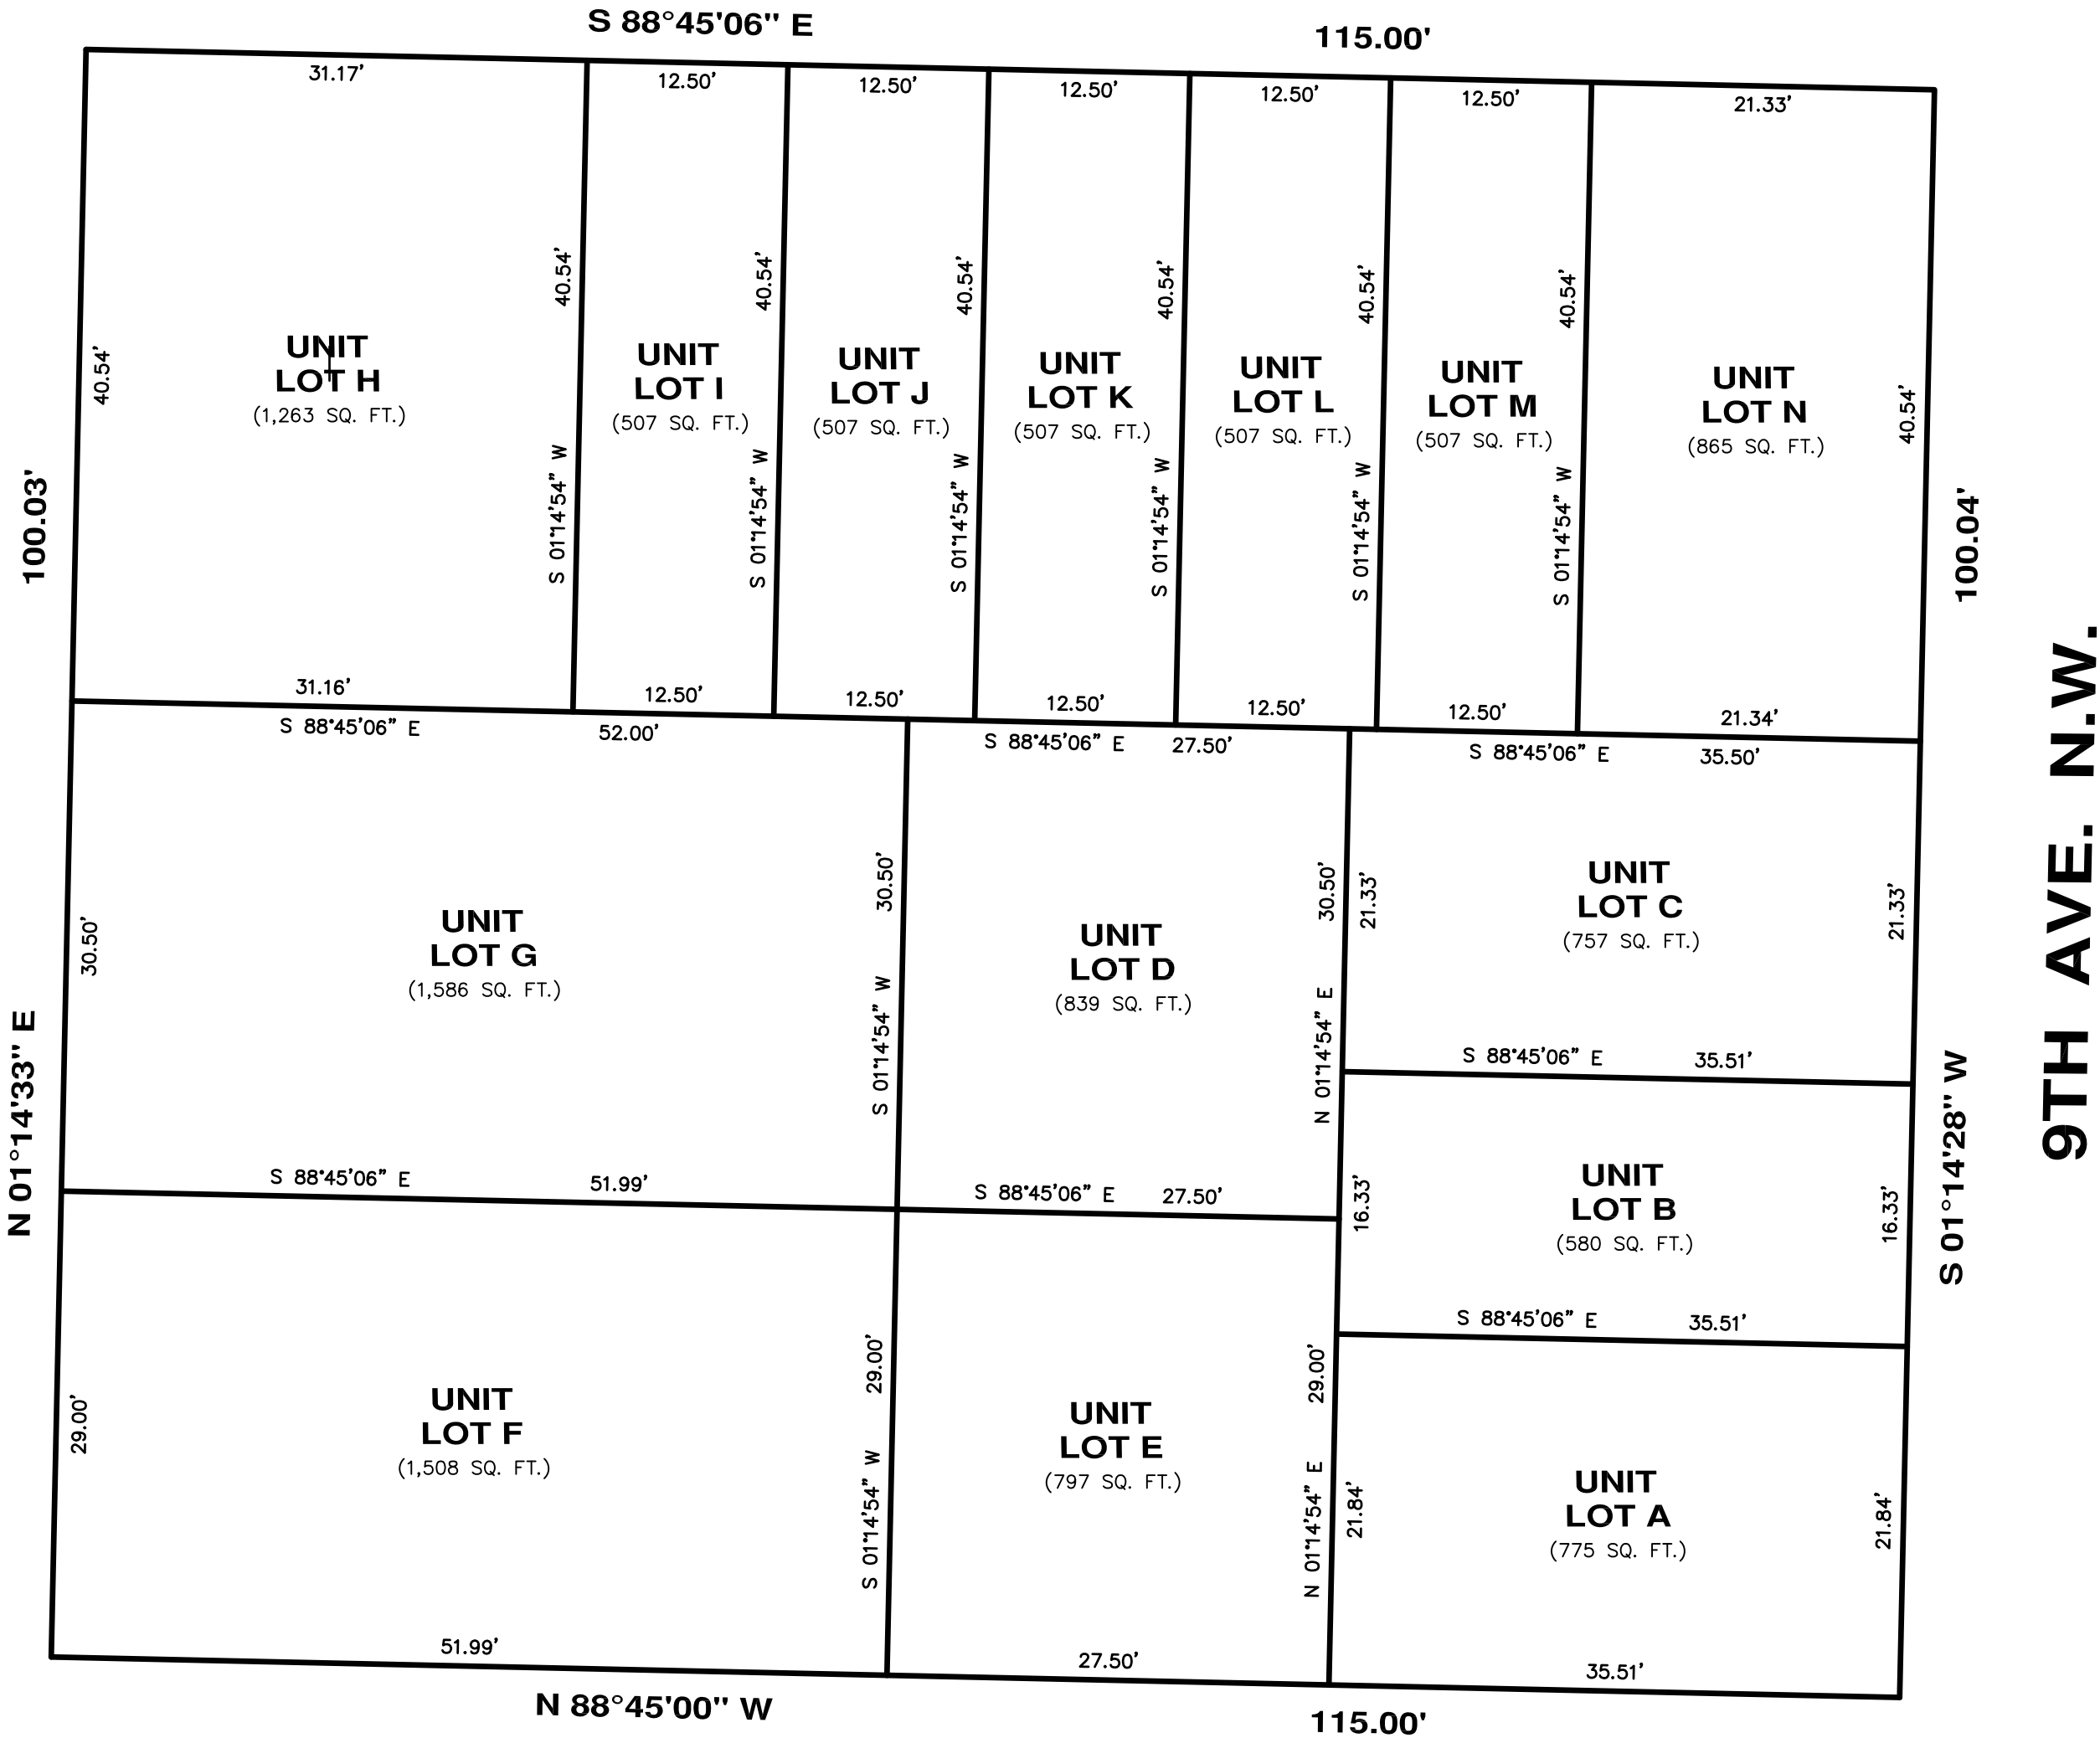 S 88°45'06" E
115.00'
31.17'
12.50'
12.50'
12.50'
12.50'
12.50'
21.33'
40.54'
UNIT
LOT H
(1,263 SQ. FT.)
40.54'
S 01°14'54" W
UNIT
LOT I
(507 SQ. FT.)
40.54'
S 01°14'54" W
UNIT
LOT J
(507 SQ. FT.)
40.54'
S 01°14'54" W
UNIT
LOT K
(507 SQ. FT.)
40.54'
S 01°14'54" W
UNIT
LOT L
(507 SQ. FT.)
40.54'
S 01°14'54" W
UNIT
LOT M
(507 SQ. FT.)
40.54'
S 01°14'54" W
UNIT
LOT N
(865 SQ. FT.)
40.54'
100.03'
100.04'
31.16'
12.50'
12.50'
12.50'
12.50'
12.50'
21.34'
S 88°45'06" E
52.00'
S 88°45'06" E
27.50'
S 88°45'06" E
35.50'
30.50'
UNIT
LOT G
(1,586 SQ. FT.)
30.50'
S 01°14'54" W
UNIT
LOT D
(839 SQ. FT.)
30.50'
N 01°14'54" E
21.33'
UNIT
LOT C
(757 SQ. FT.)
21.33'
S 88°45'06" E
35.51'
N 01°14'33" E
S 01°14'28" W
9TH AVE. N.W.
S 88°45'06" E
51.99'
S 88°45'06" E
27.50'
16.33'
UNIT
LOT B
(580 SQ. FT.)
16.33'
S 88°45'06" E
35.51'
29.00'
UNIT
LOT F
(1,508 SQ. FT.)
29.00'
S 01°14'54" W
UNIT
LOT E
(797 SQ. FT.)
29.00'
N 01°14'54" E
21.84'
UNIT
LOT A
(775 SQ. FT.)
21.84'
51.99'
27.50'
35.51'
N 88°45'00" W
115.00'